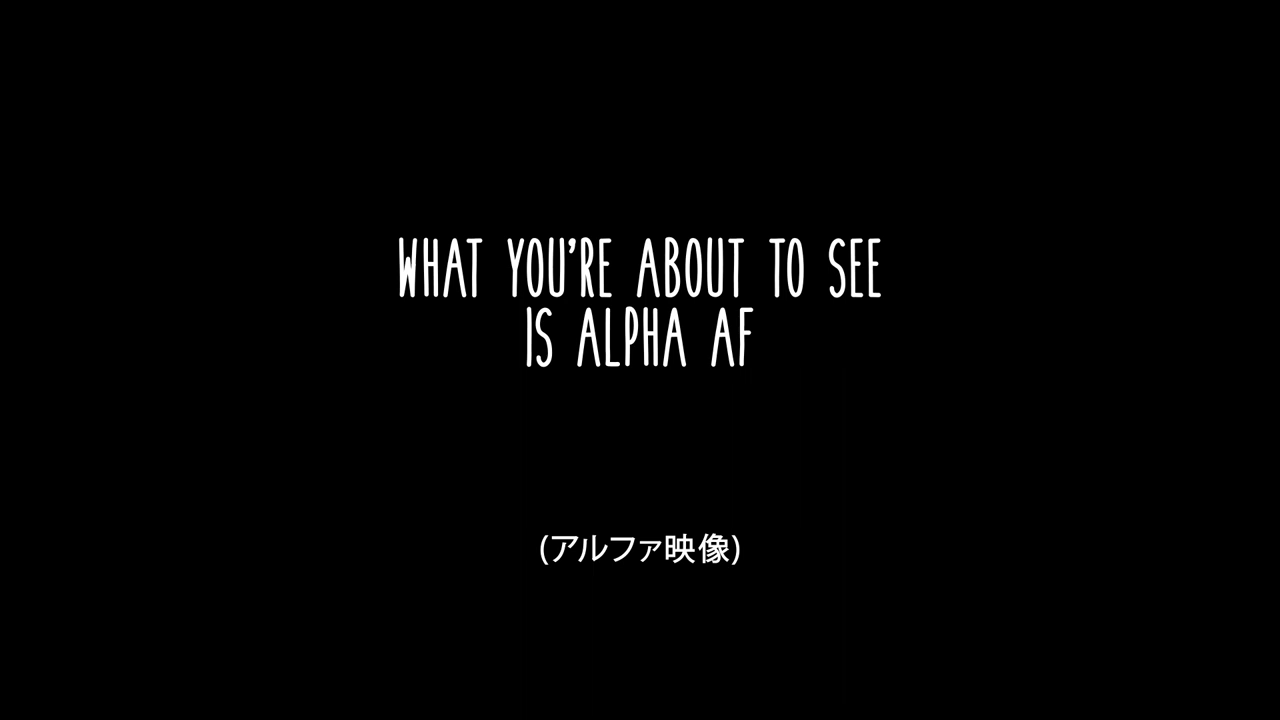 WHAT YOU'RE ABOUT TO SEE
IS ALPHA AF
(アルファ映像)